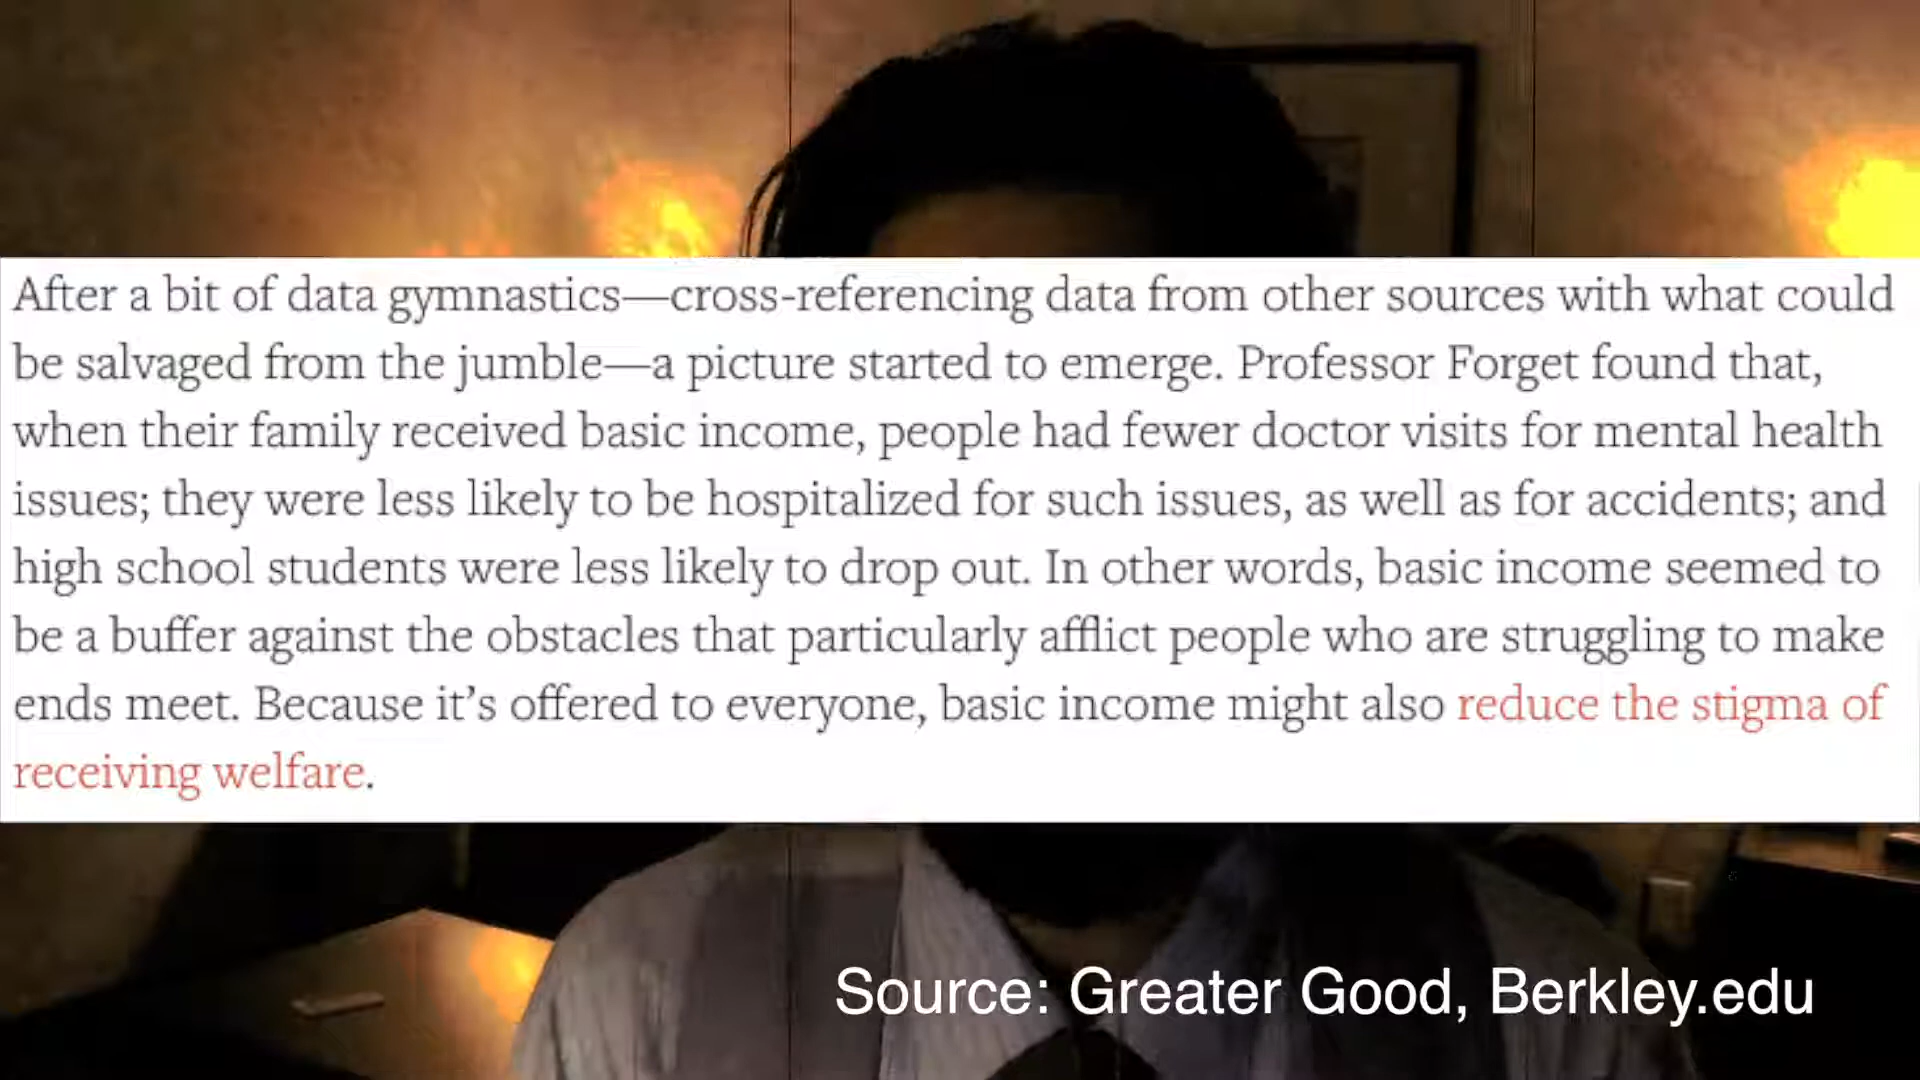 After a bit of data gymnastics—cross-referencing data from other sources with what could
be salvaged from the jumble—a picture started to emerge. Professor Forget found that,
when their family received basic income, people had fewer doctor visits for mental health
issues; they were less likely to be hospitalized for such issues, as well as for accidents; and
high school students were less likely to drop out. In other words, basic income seemed to
be a buffer against the obstacles that particularly afflict people who are struggling to make
ends meet. Because it’s offered to everyone, basic income might also reduce the stigma of
receiving welfare.
Source: Greater Good, Berkley.edu